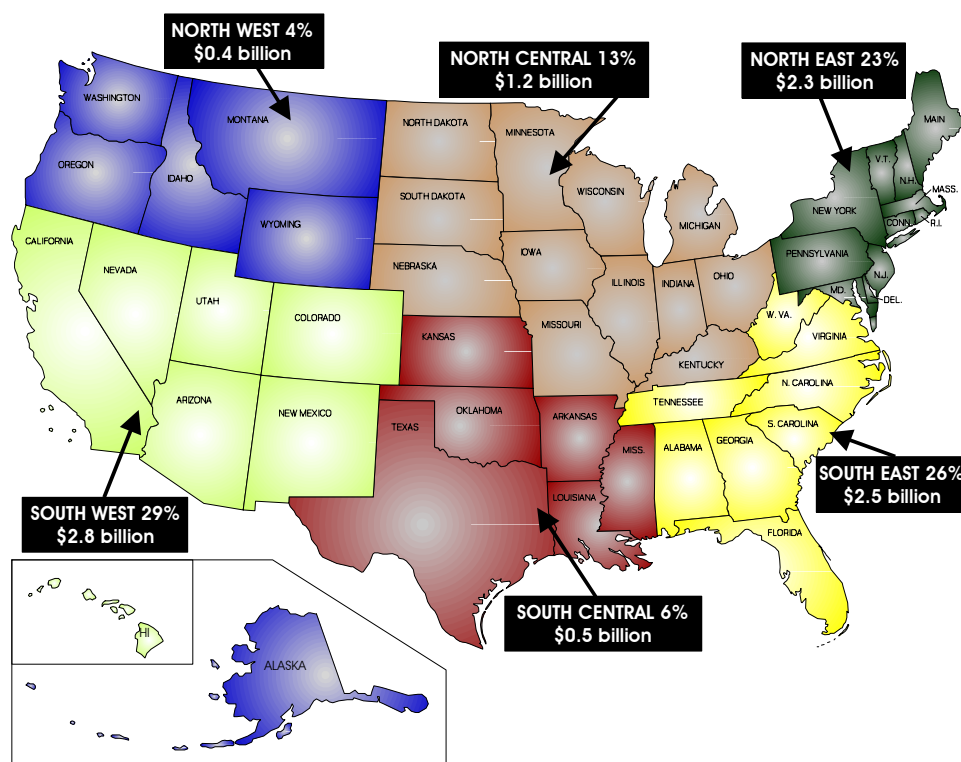 NORTH WEST 4%
$0.4 billion
NORTH CENTRAL 13%
$1.2 billion
NORTH EAST 23%
$2.3 billion
WASHINGTON
MONTANA
NORTH DAKOTA
MINNESOTA
MAIN
OREGON
IDAHO
SOUTH DAKOTA
WISCONSIN
MICHIGAN
V.T.
N.H.
MASS.
NEW YORK
CONN.
R.I.
WYOMING
CALIFORNIA
NEVADA
UTAH
COLORADO
NEBRASKA
IOWA
ILLINOIS
INDIANA
OHIO
PENNSYLVANIA
N.J.
MD.
DEL.
W. VA.
VIRGINIA
KANSAS
MISSOURI
KENTUCKY
ARIZONA
NEW MEXICO
TEXAS
OKLAHOMA
ARKANSAS
TENNESSEE
N. CAROLINA
S. CAROLINA
MISS.
ALABAMA
GEORGIA
LOUISIANA
FLORIDA
SOUTH EAST 26%
$2.5 billion
SOUTH WEST 29%
$2.8 billion
SOUTH CENTRAL 6%
$0.5 billion
HI
ALASKA